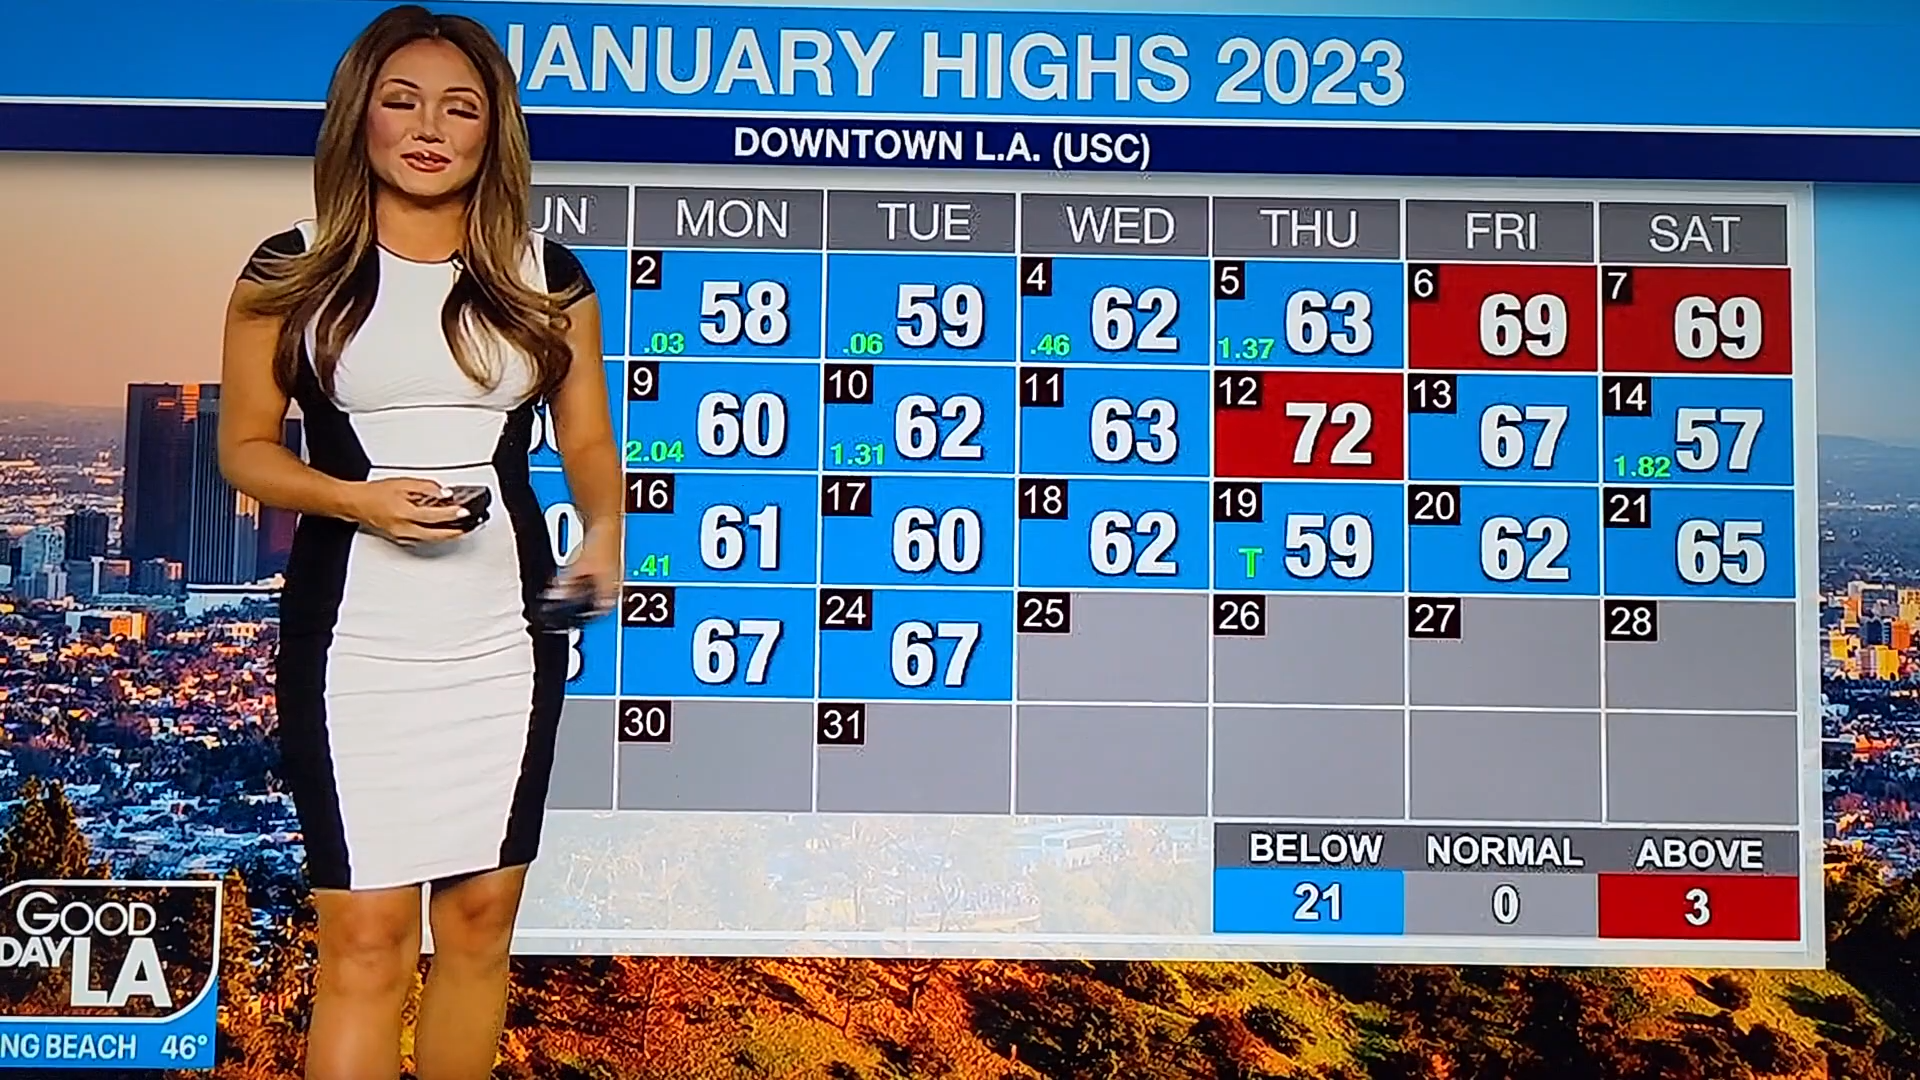 JANUARY HIGHS 2023
DOWNTOWN L.A. (USC)
MON TUE WED THU FRI SAT
2 58 .03 59 .06 4 62 .46 5 63 1.37 6 69 7 69
9 60 2.04 10 62 1.31 11 63 12 72 13 67 14 57 1.82
16 61 .41 17 60 18 62 19 59 T 20 62 21 65
23 67 24 67 25 26 27 28
30 31
BELOW NORMAL ABOVE
21 0 3
GOOD
DAY LA
NG BEACH 46°